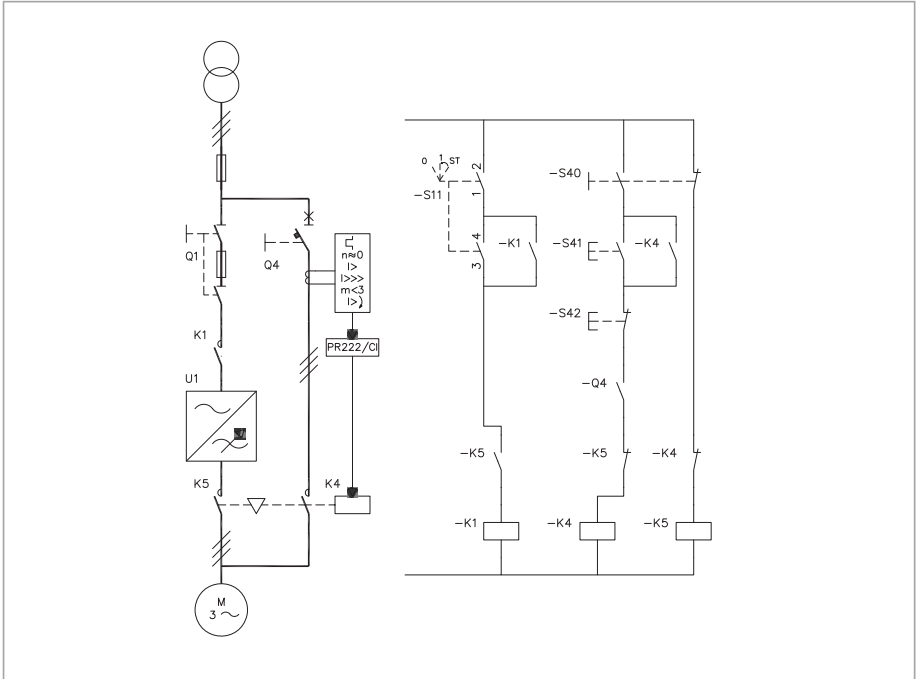 Q1
K1
U1
K5
M
3
Q4
n≈0
I>
I>>>
m<3
I>
PR222/CI
K4
0 1 ST
-S11
2
1
4
3
-K1
-K5
-K1
-S40
-S41
-K4
-S42
-Q4
-K5
-K4
-K4
-K5